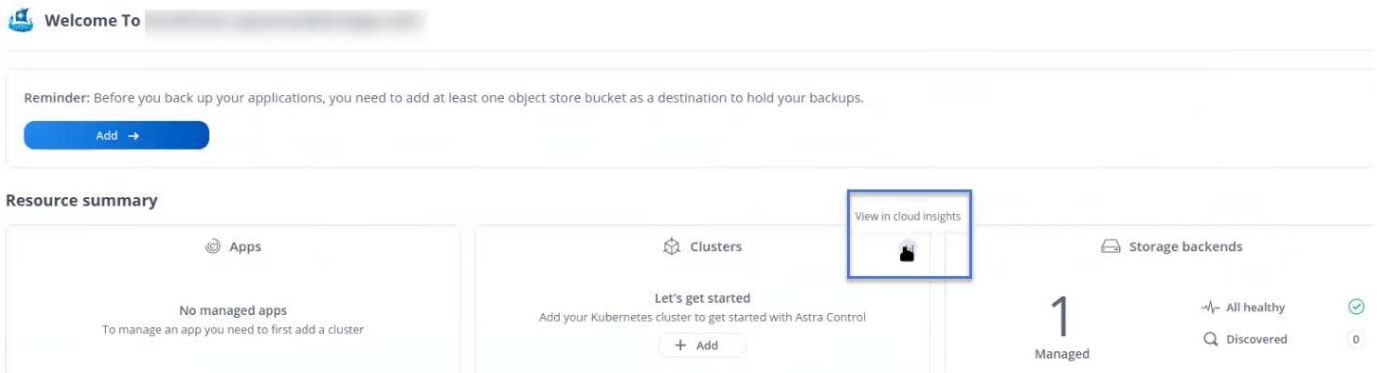 Welcome To
Reminder: Before you back up your applications, you need to add at least one object store bucket as a destination to hold your backups.
Add →
Resource summary
View in cloud insights
Apps
Clusters
Storage backends
No managed apps
To manage an app you need to first add a cluster
Let's get started
Add your Kubernetes cluster to get started with Astra Control
+ Add
1
Managed
All healthy
Discovered 0